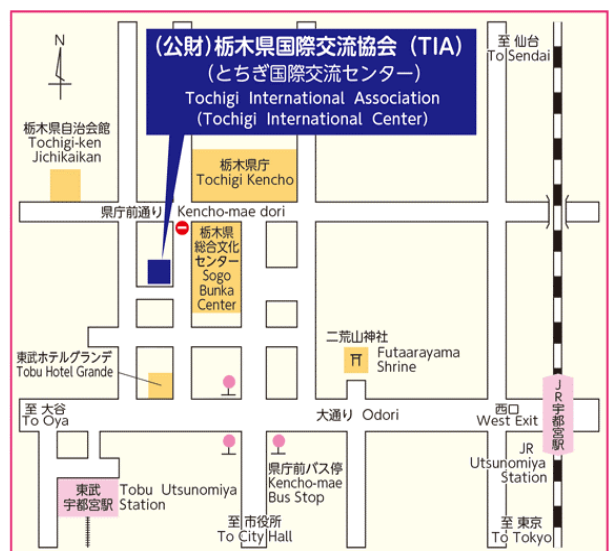 (公財)栃木県国際交流協会 (TIA)
(とちぎ国際交流センター)
Tochigi International Association
(Tochigi International Center)
N
至 仙台
To Sendai
栃木県自治会館
Tochigi-ken
Jichikaikan
栃木県庁
Tochigi Kencho
県庁前通り Kencho-mae dori
栃木県
総合文化
センター
Sogo
Bunka
Center
東武ホテルグランデ
Tobu Hotel Grande
二荒山神社
Futaarayama
Shrine
至 大谷
To Oya
大通り Odori
西口
West Exit
JR宇都宮駅
JR
Utsunomiya
Station
東武
宇都宮駅
Tobu Utsunomiya
Station
県庁前バス停
Kencho-mae
Bus Stop
至 市役所
To City Hall
至 東京
To Tokyo